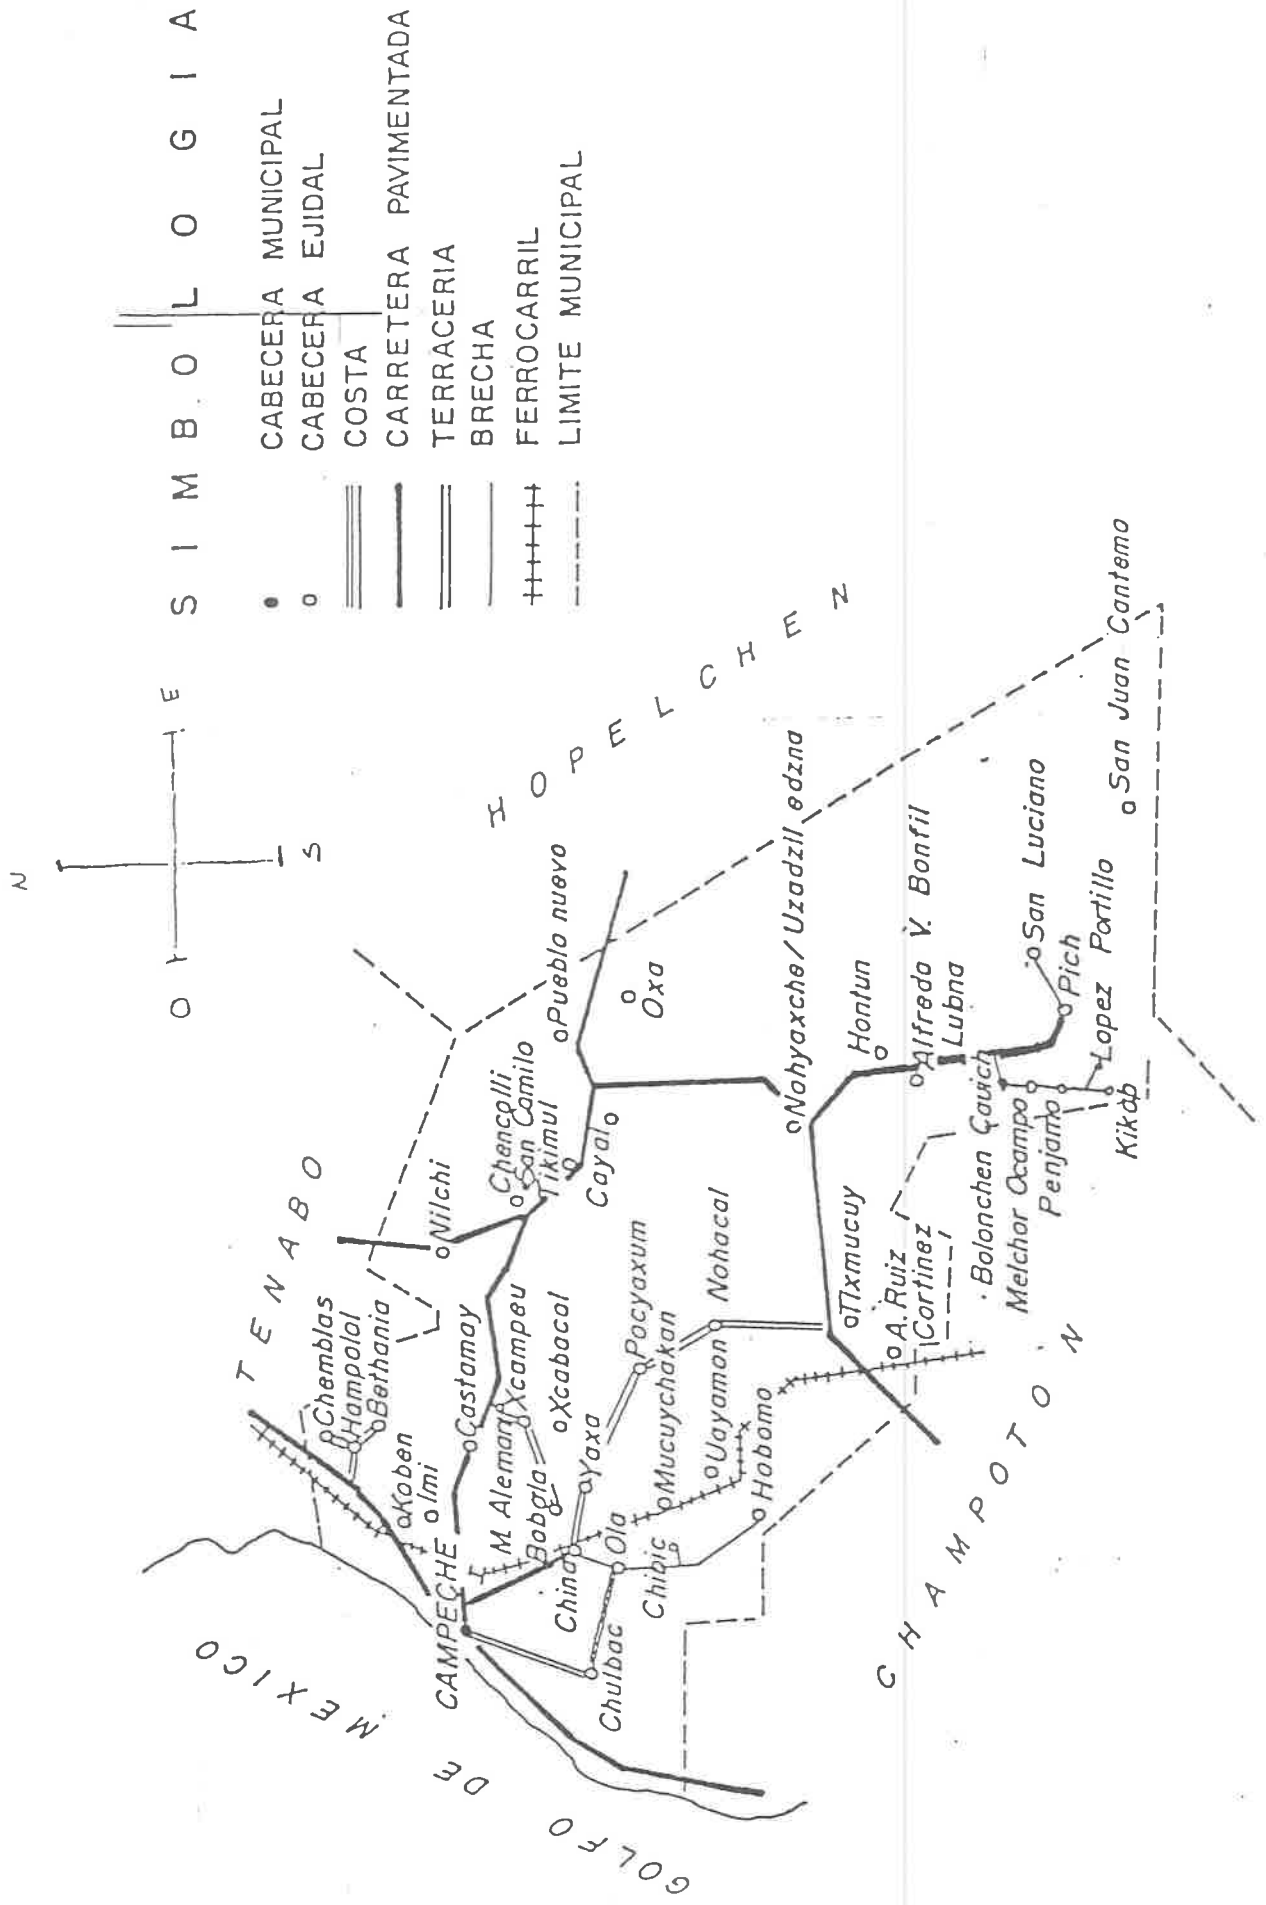 N
O
E
S
SIMBOLOGIA
CABECERA MUNICIPAL
CABECERA EJIDAL
COSTA
CARRETERA PAVIMENTADA
TERRACERIA
BRECHA
FERROCARRIL
LIMITE MUNICIPAL
TENABO
HOPELCHEN
CHAMPOTON
GOLFO DE MEXICO
Chemblas
Hampolol
Bethania
Nilchi
Koben
Imi
CAMPECHE
Castamay
Chencolli
San Camilo
Tikimul
Cayal
Pueblo nuevo
Oxa
M. Aleman
Xcampeu
Xcabacal
China
Yaxa
Ola
Pocyaxum
Mucuychakan
Nohacal
Uayamon
Hobomo
Chulbac
Nohyaxche/Uzadzil edzna
Hontun
Alfredo V. Bonfil
Lubna
Tixmucuy
A. Ruiz
Cortinez
Bolonchen Cauich
Melchor Ocampo
Penjamo
Kikab
Lopez Portillo
Pich
San Luciano
San Juan Cantemo